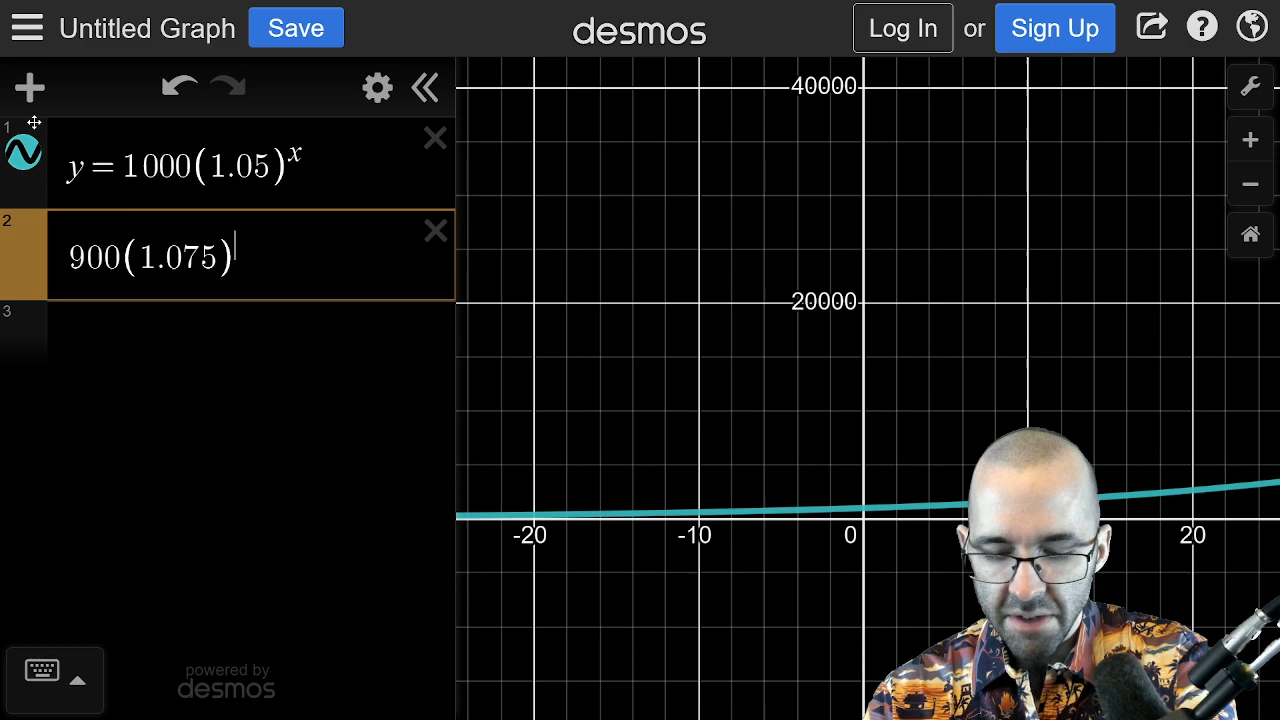 Untitled Graph Save desmos Log In or Sign Up ?
1
y = 1000(1.05)^x
2
900(1.075)
3
powered by
desmos
40000
20000
-20 -10 0 20